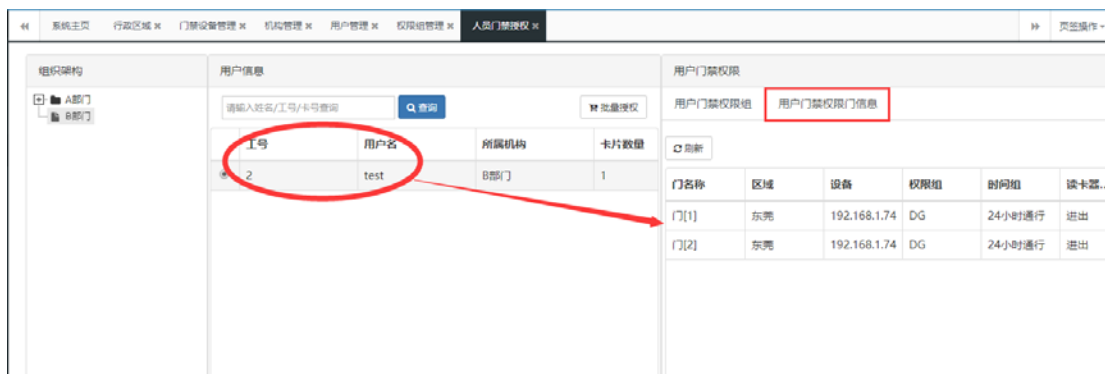 系统主页 行政区域 门禁设备管理 机构管理 用户管理 权限组管理 人员门禁授权 页签操作
组织架构
A部门
B部门
用户信息
请输入姓名/工号/卡号查询 查询 批量授权
工号 用户名 所属机构 卡片数量
2 test B部门 1
用户门禁权限
用户门禁权限组 用户门禁权限门信息
刷新
门名称 区域 设备 权限组 时间组 读卡器...
门[1] 东莞 192.168.1.74 DG 24小时通行 进出
门[2] 东莞 192.168.1.74 DG 24小时通行 进出